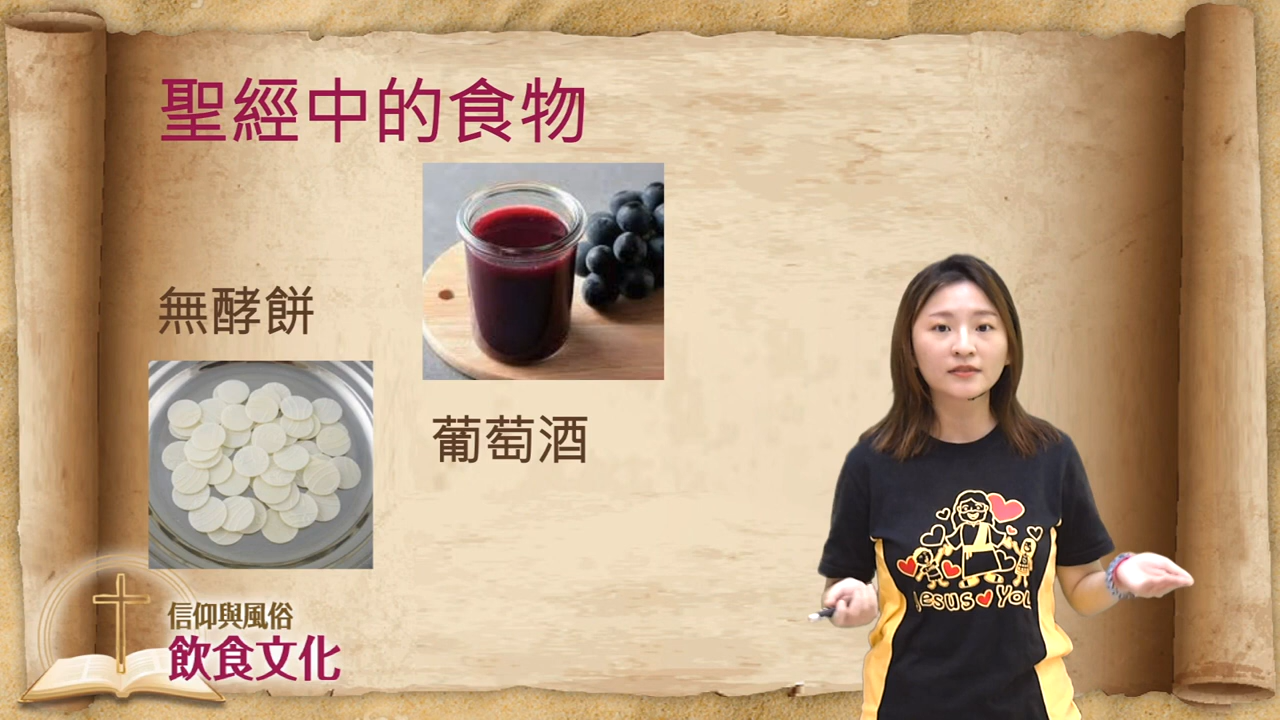 聖經中的食物
無酵餅
葡萄酒
信仰與風俗
飲食文化
Jesus You